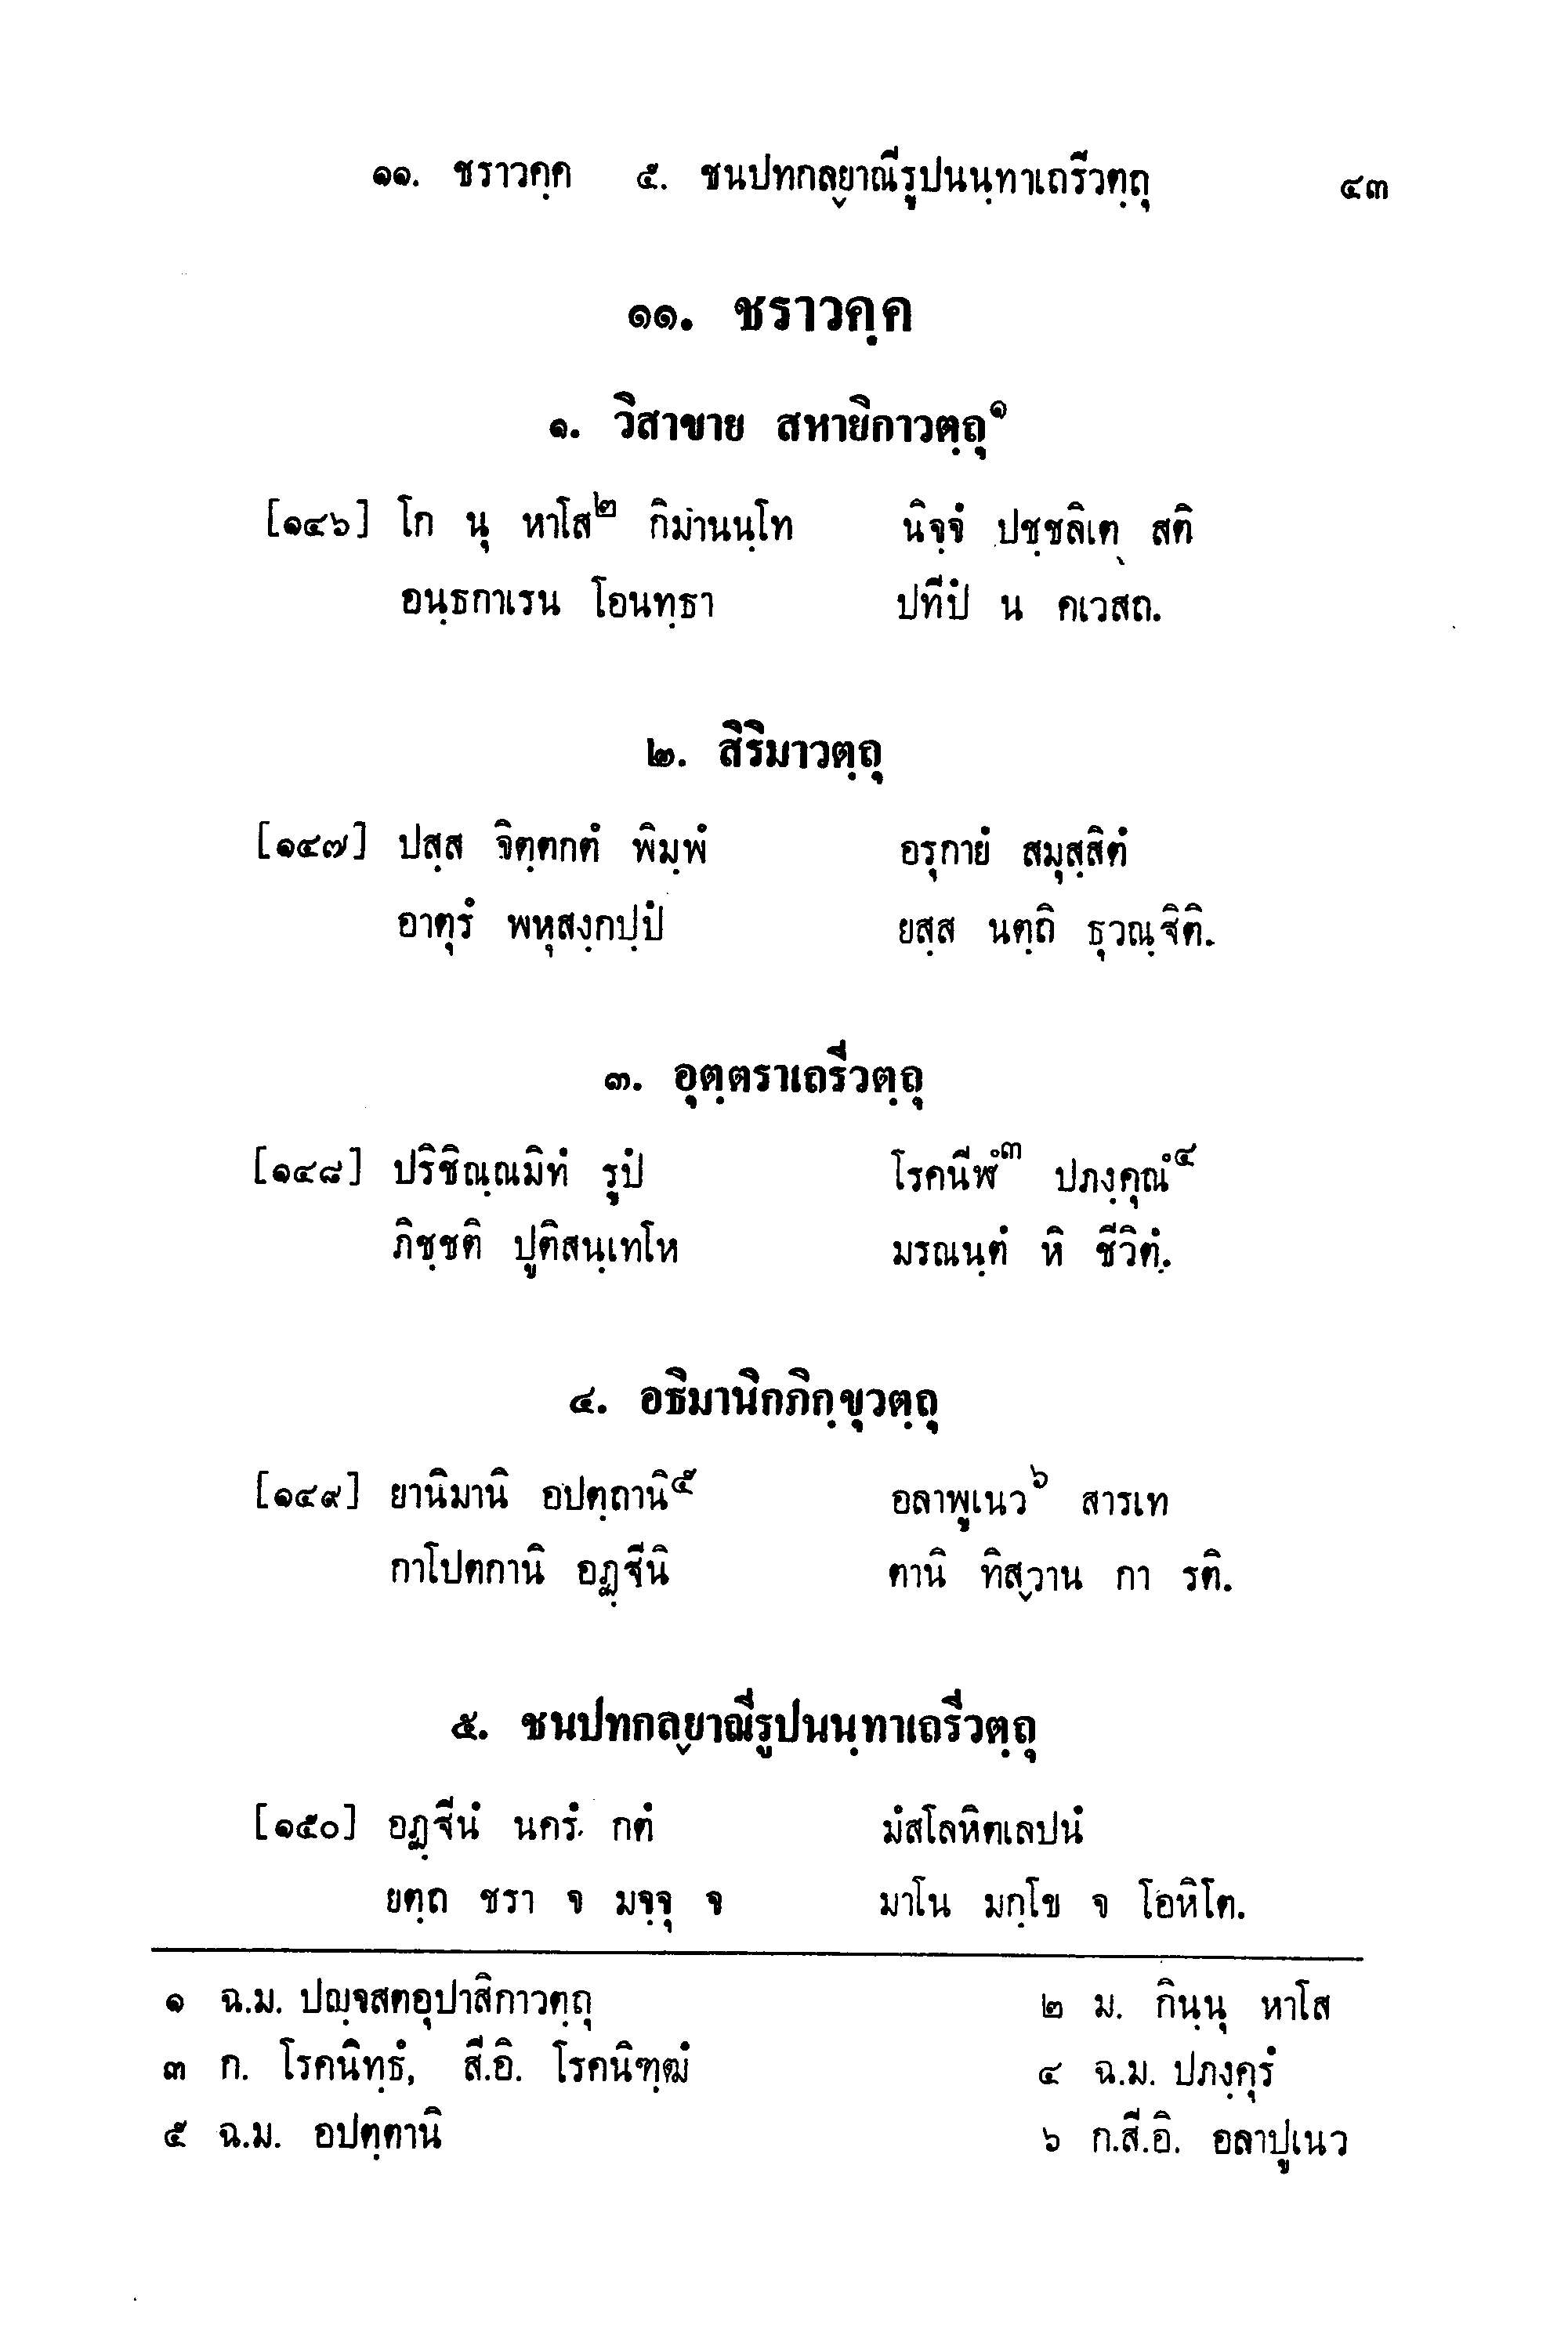 ๑๑. ชราวคฺค ๕. ชนปทกลฺยาณีรูปนนฺทาเถรีวตฺถุ ๔๓
๑๑. ชราวคฺค
๑. วิสาขาย สหายิกาวตฺถุ๑
[๑๔๖] โก นุ หาโส๒ กิมานนฺโท นิจฺจํ ปชฺชลิเต สติ
อนฺธกาเรน โอนทฺธา ปทีปํ น คเวสถ.
๒. สิริมาวตฺถุ
[๑๔๗] ปสฺส จิตฺตกตํ พิมฺพํ อรุกายํ สมุสฺสิตํ
อาตุรํ พหุสงฺกปฺปํ ยสฺส นตฺถิ ธุวณฺฐิติ.
๓. อุตฺตราเถรีวตฺถุ
[๑๔๘] ปริชิณฺณมิทํ รูปํ โรคนีฬํ๓ ปภงฺคุณํ๔
ภิชฺชติ ปูติสนฺเทโห มรณนฺตํ หิ ชีวิตํ.
๔. อธิมานิกภิกฺขุวตฺถุ
[๑๔๙] ยานิมานิ อปตฺถานิ๕ อลาพูเนว๖ สารเท
กาโปตกานิ อฏฺฐีนิ ตานิ ทิสฺวาน กา รติ.
๕. ชนปทกลฺยาณีรูปนนฺทาเถรีวตฺถุ
[๑๕๐] อฏฺฐีนํ นครํ กตํ มํสโลหิตเลปนํ
ยตฺถ ชรา จ มจฺจุ จ มาโน มกฺโข จ โอหิโต.
๑ ฉ.ม. ปญฺจสตอุปาสิกาวตฺถุ ๒ ม. กินฺนุ หาโส
๓ ก. โรคนิทฺธํ, สี.อิ. โรคนิฑฺฒํ ๔ ฉ.ม. ปภงฺคุรํ
๕ ฉ.ม. อปตฺตานิ ๖ ก.สี.อิ. อลาปูเนว